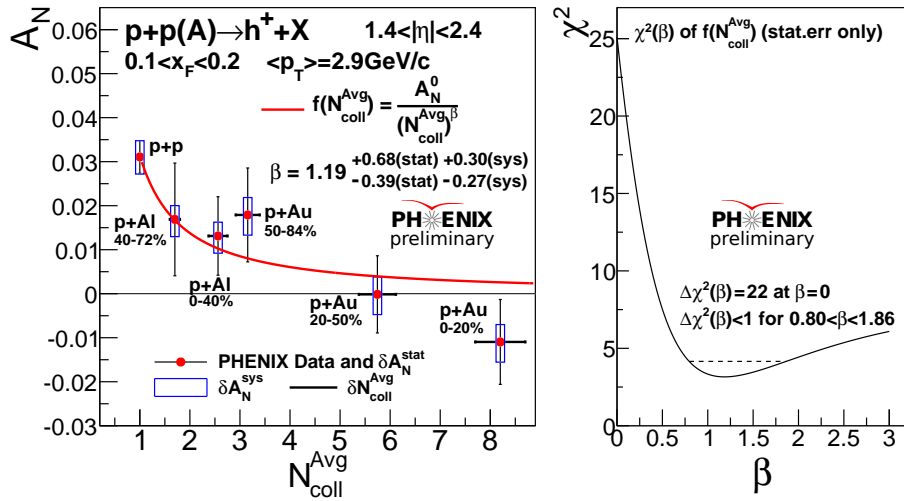 A_N
p+p(A)→h⁺+X 1.4<|η|<2.4
0.1<x_F<0.2 <p_T>=2.9GeV/c
f(N_coll^Avg) = A_N^0 / (N_coll^Avg)^β
β = 1.19 +0.68(stat) +0.30(sys)
−0.39(stat) −0.27(sys)
p+p
p+Al
40-72%
p+Al
0-40%
p+Au
50-84%
PHENIX
preliminary
p+Au
20-50%
p+Au
0-20%
PHENIX Data and δA_N^stat
δA_N^sys δN_coll^Avg
0.06
0.05
0.04
0.03
0.02
0.01
0
-0.01
-0.02
-0.03
1 2 3 4 5 6 7 8
N_coll^Avg
χ²
χ²(β) of f(N_coll^Avg) (stat.err only)
PHENIX
preliminary
Δχ²(β)=22 at β=0
Δχ²(β)<1 for 0.80<β<1.86
25
20
15
10
5
0
0 0.5 1 1.5 2 2.5 3
β